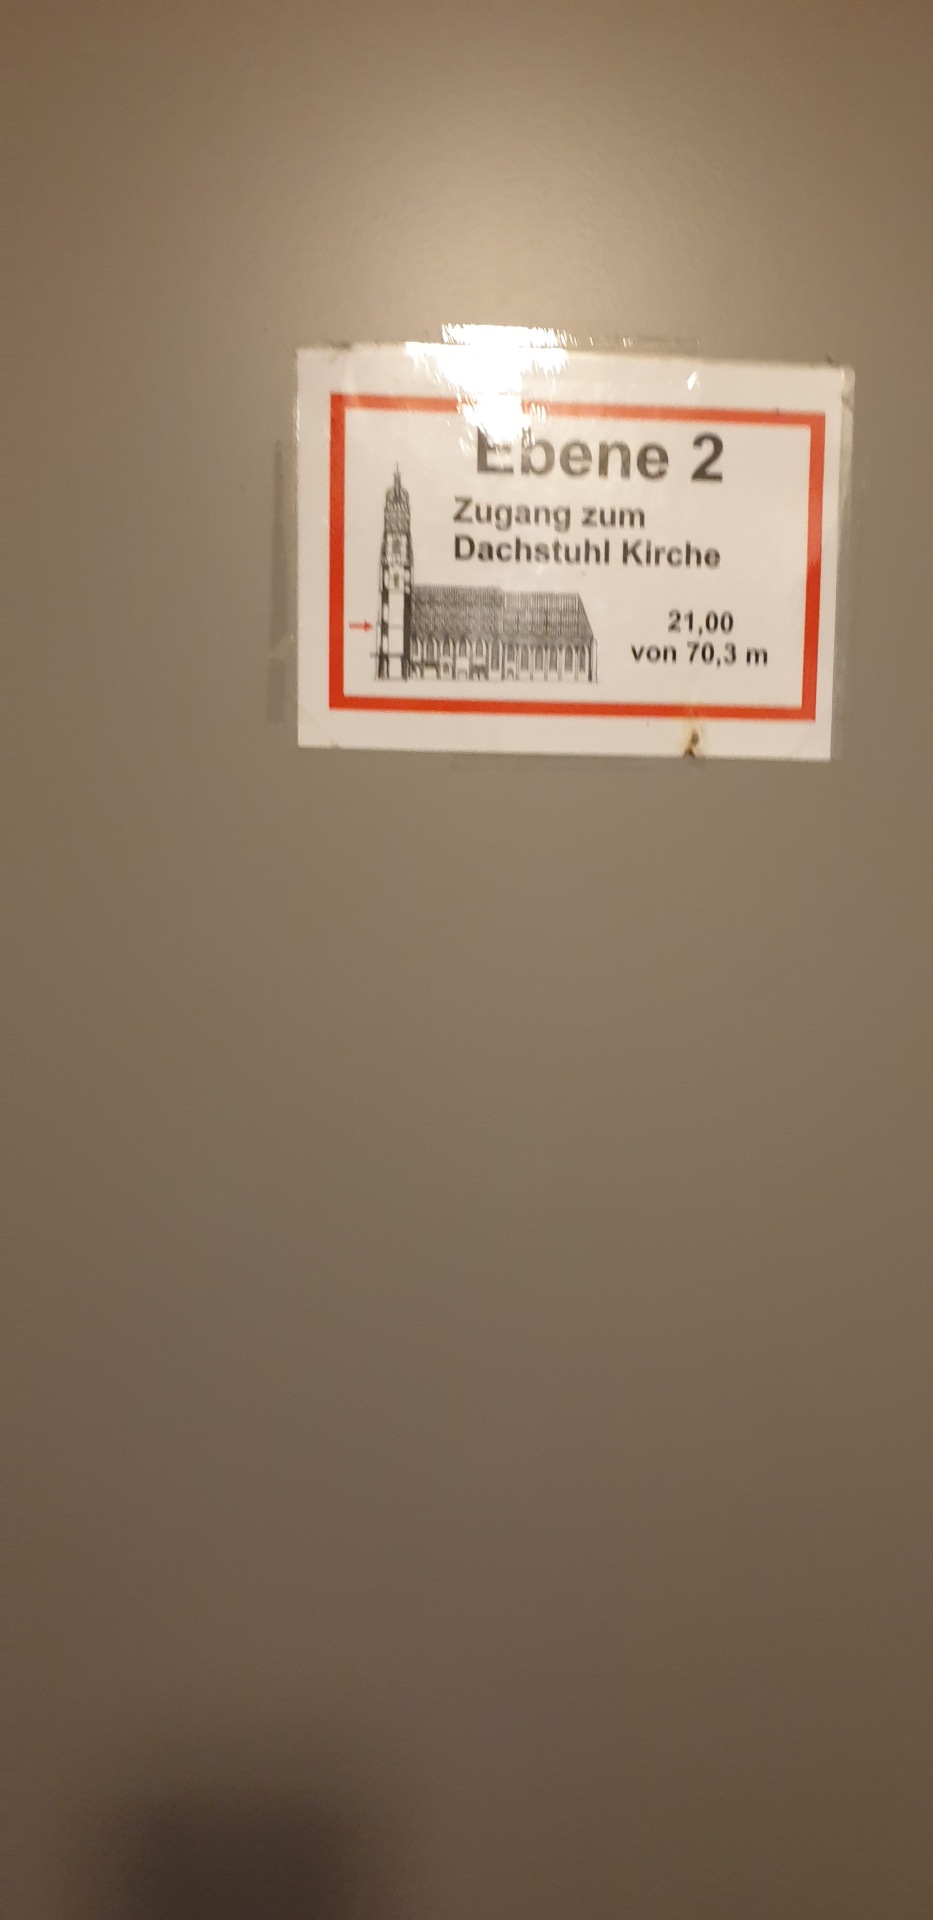 Ebene 2
Zugang zum
Dachstuhl Kirche
21,00
von 70,3 m